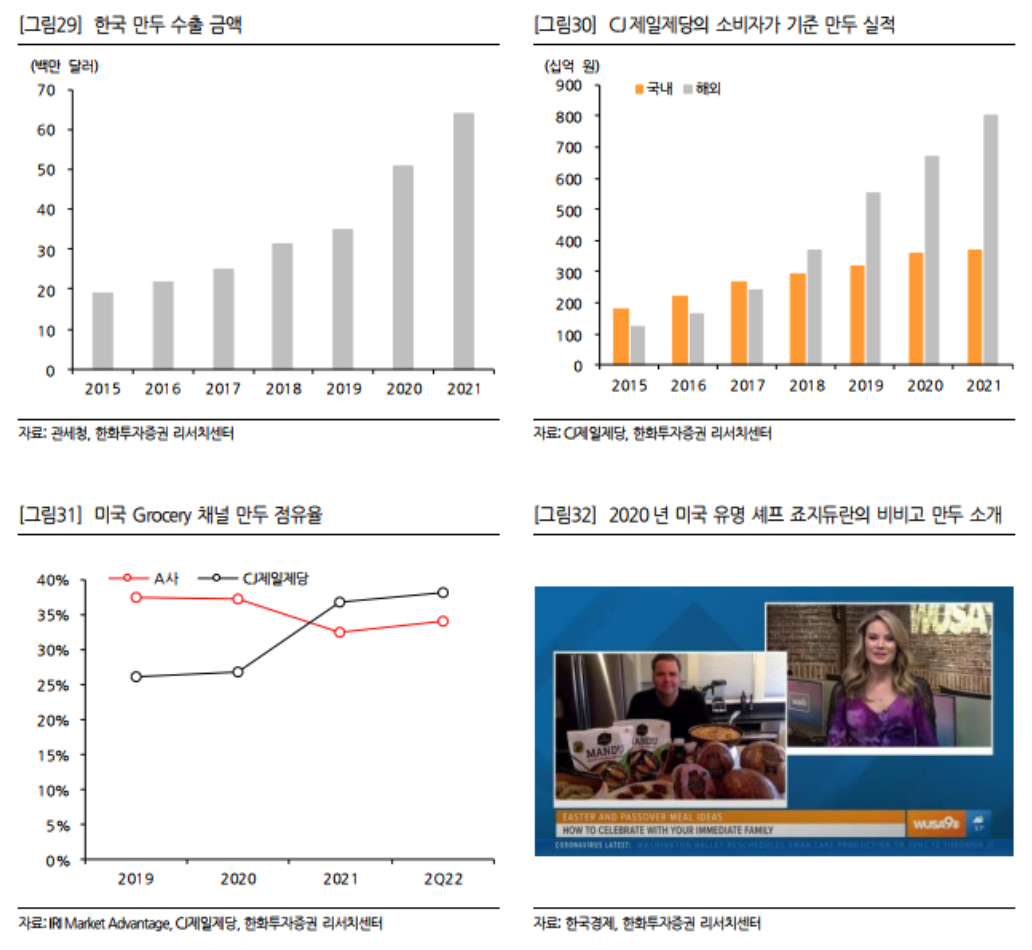 [그림29] 한국 만두 수출 금액
(백만 달러)
70
60
50
40
30
20
10
0
2015 2016 2017 2018 2019 2020 2021
자료: 관세청, 한화투자증권 리서치센터
[그림30] CJ제일제당의 소비자가 기준 만두 실적
(십억 원)
국내 해외
900
800
700
600
500
400
300
200
100
0
2015 2016 2017 2018 2019 2020 2021
자료: CJ제일제당, 한화투자증권 리서치센터
[그림31] 미국 Grocery 채널 만두 점유율
A사 CJ제일제당
40%
35%
30%
25%
20%
15%
10%
5%
0%
2019 2020 2021 2Q22
자료: IRI Market Advantage, CJ제일제당, 한화투자증권 리서치센터
[그림32] 2020년 미국 유명 셰프 죠지듀란의 비비고 만두 소개
WUSA
MANDU
MANDU
EASTER AND PASSOVER MEAL IDEAS
HOW TO CELEBRATE WITH YOUR IMMEDIATE FAMILY
WUSA9
57°
CORONAVIRUS LATEST: WASHINGTON BALLET RESCHEDULES SWAN LAKE PRODUCTION TO JUNE
자료: 한국경제, 한화투자증권 리서치센터